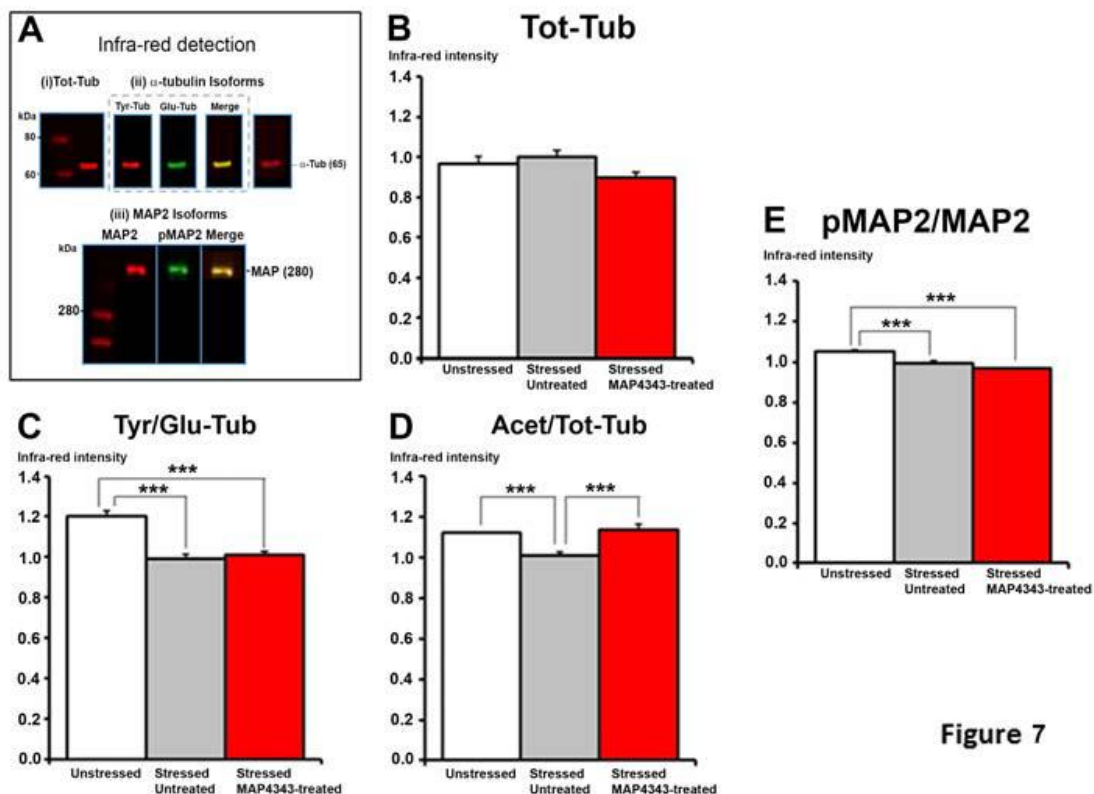 A
Infra-red detection
(i)Tot-Tub
(ii) α-tubulin Isoforms
kDa
Tyr-Tub Glu-Tub Merge
80
60
α-Tub (65)
(iii) MAP2 Isoforms
kDa
MAP2 pMAP2 Merge
MAP (280)
280
B Tot-Tub
Infra-red intensity
1.4
1.2
1.0
0.8
0.6
0.4
0.2
0.0
Unstressed Stressed Untreated Stressed MAP4343-treated
E pMAP2/MAP2
Infra-red intensity
1.4
***
1.2
***
1.0
0.8
0.6
0.4
0.2
0.0
Unstressed Stressed Untreated Stressed MAP4343-treated
C Tyr/Glu-Tub
Infra-red intensity
1.4
***
***
1.2
1.0
0.8
0.6
0.4
0.2
0.0
Unstressed Stressed Untreated Stressed MAP4343-treated
D Acet/Tot-Tub
Infra-red intensity
1.4
*** ***
1.2
1.0
0.8
0.6
0.4
0.2
0.0
Unstressed Stressed Untreated Stressed MAP4343-treated
Figure 7